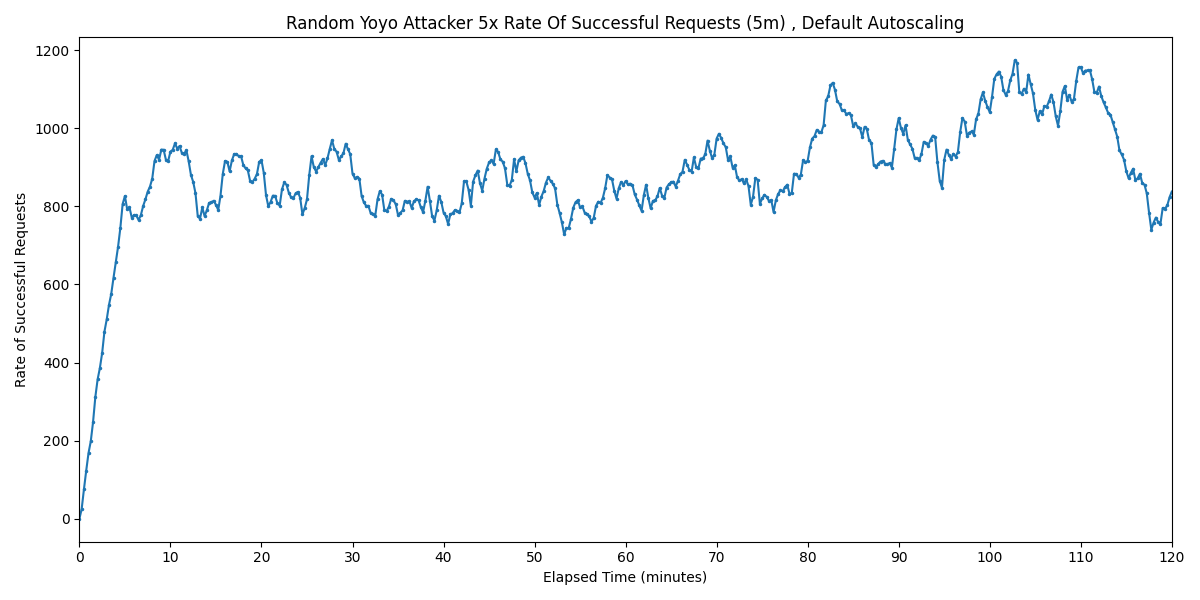 Random Yoyo Attacker 5x Rate Of Successful Requests (5m) , Default Autoscaling
Rate of Successful Requests
1200
1000
800
600
400
200
0
0 10 20 30 40 50 60 70 80 90 100 110 120
Elapsed Time (minutes)